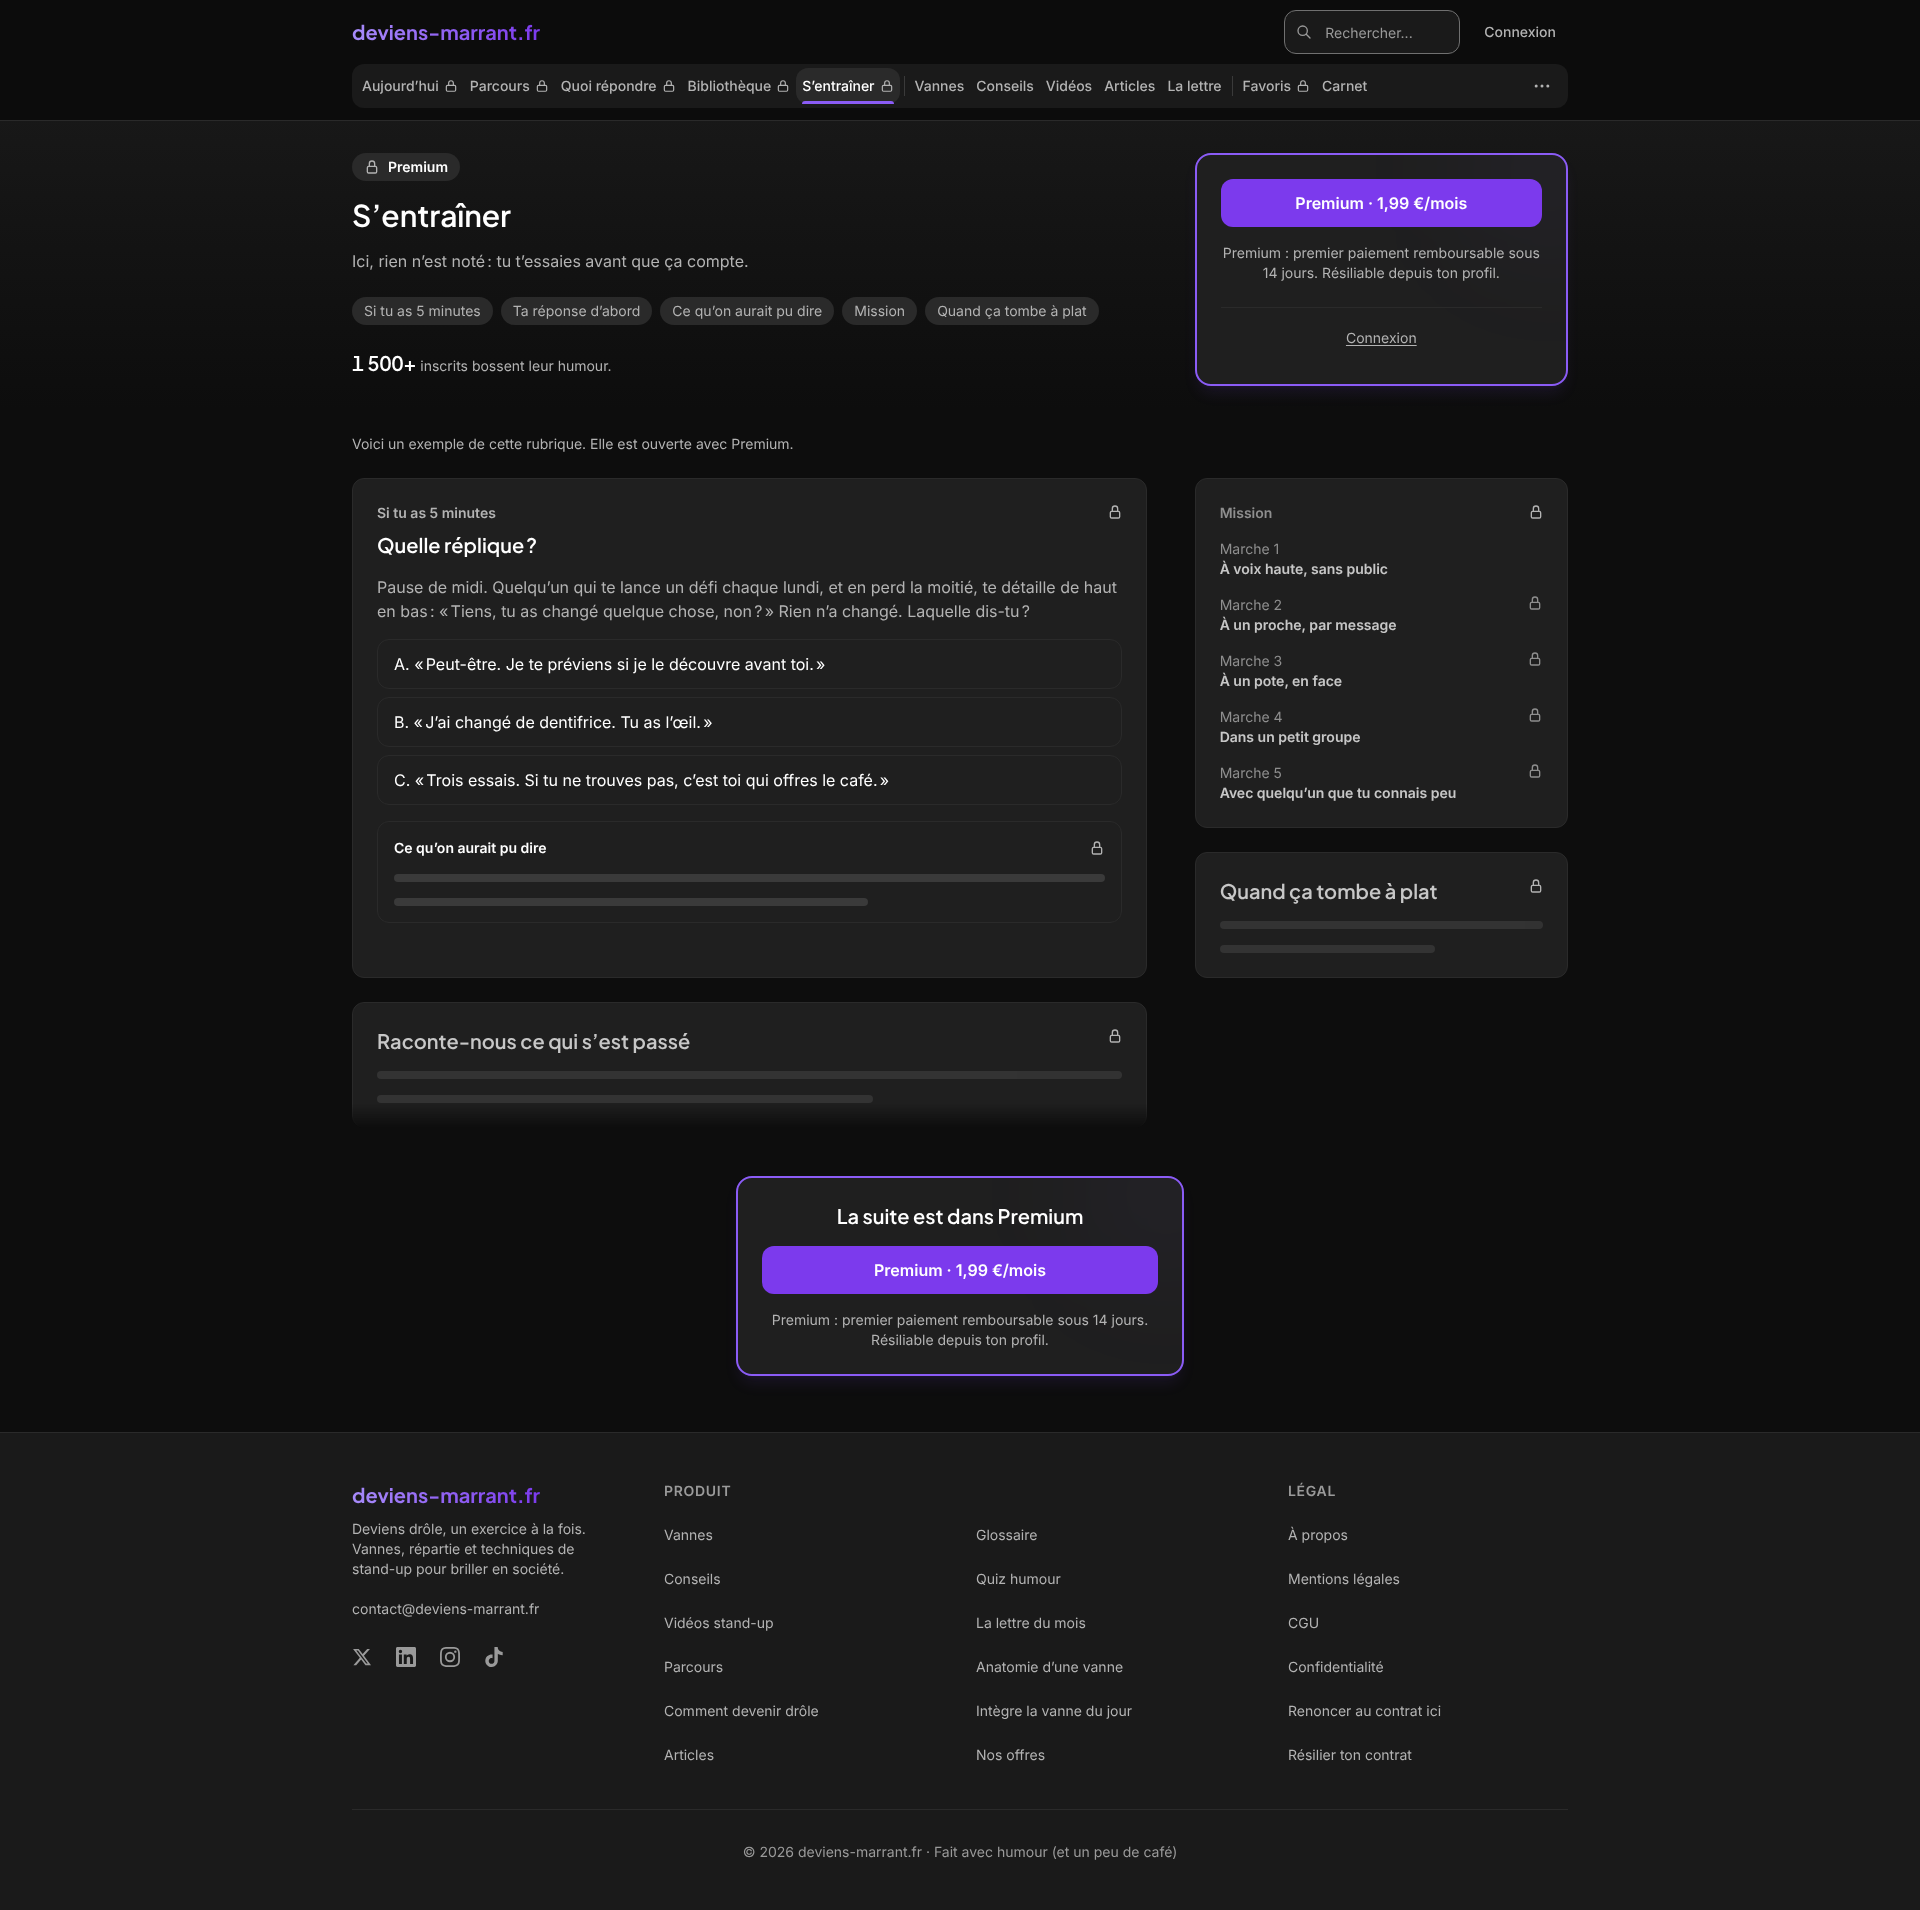 deviens-marrant.fr
Rechercher...
Connexion
Aujourd’hui
Parcours
Quoi répondre
Bibliothèque
S’entraîner
Vannes
Conseils
Vidéos
Articles
La lettre
Favoris
Carnet
Premium
S’entraîner
Ici, rien n’est noté : tu t’essaies avant que ça compte.
Si tu as 5 minutes
Ta réponse d’abord
Ce qu’on aurait pu dire
Mission
Quand ça tombe à plat
1 500+ inscrits bossent leur humour.
Premium · 1,99 €/mois
Premium : premier paiement remboursable sous
14 jours. Résiliable depuis ton profil.
Connexion
Voici un exemple de cette rubrique. Elle est ouverte avec Premium.
Si tu as 5 minutes
Quelle réplique ?
Pause de midi. Quelqu’un qui te lance un défi chaque lundi, et en perd la moitié, te détaille de haut
en bas : « Tiens, tu as changé quelque chose, non ? » Rien n’a changé. Laquelle dis-tu ?
A. « Peut-être. Je te préviens si je le découvre avant toi. »
B. « J’ai changé de dentifrice. Tu as l’œil. »
C. « Trois essais. Si tu ne trouves pas, c’est toi qui offres le café. »
Ce qu’on aurait pu dire
Mission
Marche 1
À voix haute, sans public
Marche 2
À un proche, par message
Marche 3
À un pote, en face
Marche 4
Dans un petit groupe
Marche 5
Avec quelqu’un que tu connais peu
Quand ça tombe à plat
Raconte-nous ce qui s’est passé
La suite est dans Premium
Premium · 1,99 €/mois
Premium : premier paiement remboursable sous 14 jours.
Résiliable depuis ton profil.
deviens-marrant.fr
Deviens drôle, un exercice à la fois.
Vannes, répartie et techniques de
stand-up pour briller en société.
contact@deviens-marrant.fr
PRODUIT
Vannes
Conseils
Vidéos stand-up
Parcours
Comment devenir drôle
Articles
Glossaire
Quiz humour
La lettre du mois
Anatomie d’une vanne
Intègre la vanne du jour
Nos offres
LÉGAL
À propos
Mentions légales
CGU
Confidentialité
Renoncer au contrat ici
Résilier ton contrat
© 2026 deviens-marrant.fr · Fait avec humour (et un peu de café)